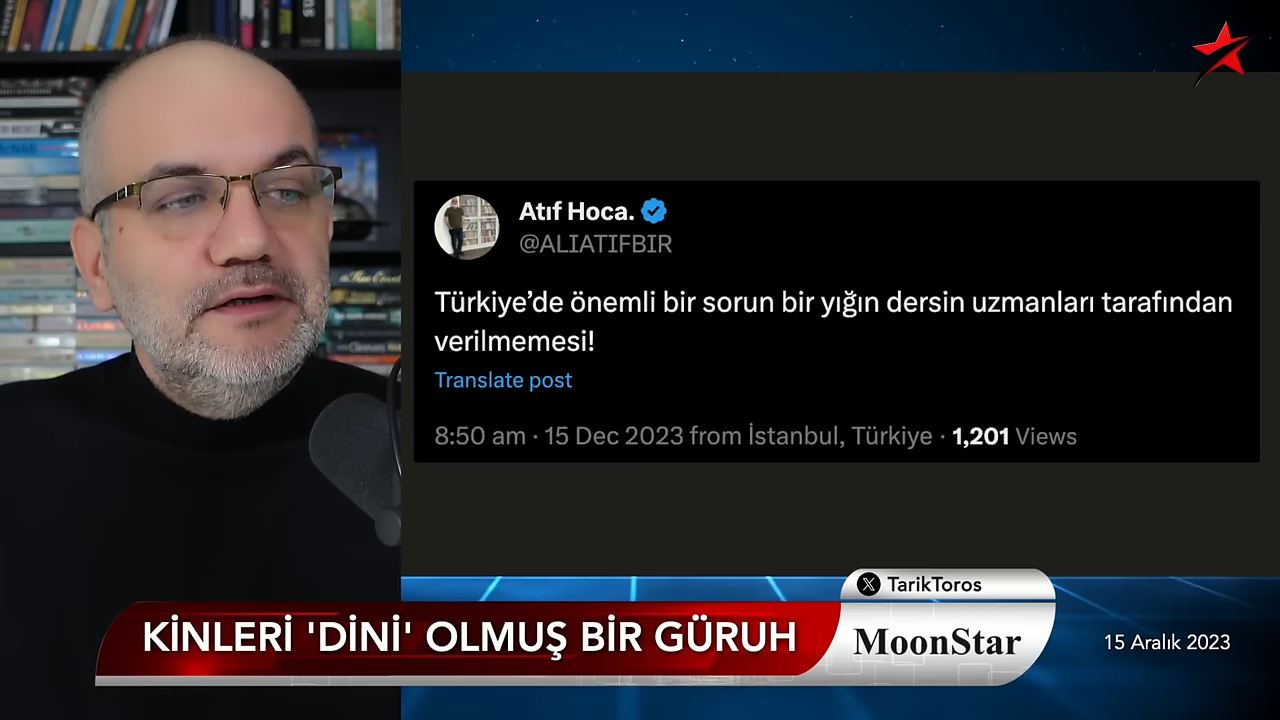 Atıf Hoca.
@ALIATIFBIR
Türkiye’de önemli bir sorun bir yığın dersin uzmanları tarafından
verilmemesi!
Translate post
8:50 am · 15 Dec 2023 from İstanbul, Türkiye · 1,201 Views
TarikToros
KİNLERİ 'DİNİ' OLMUŞ BİR GÜRUH
MoonStar
15 Aralık 2023